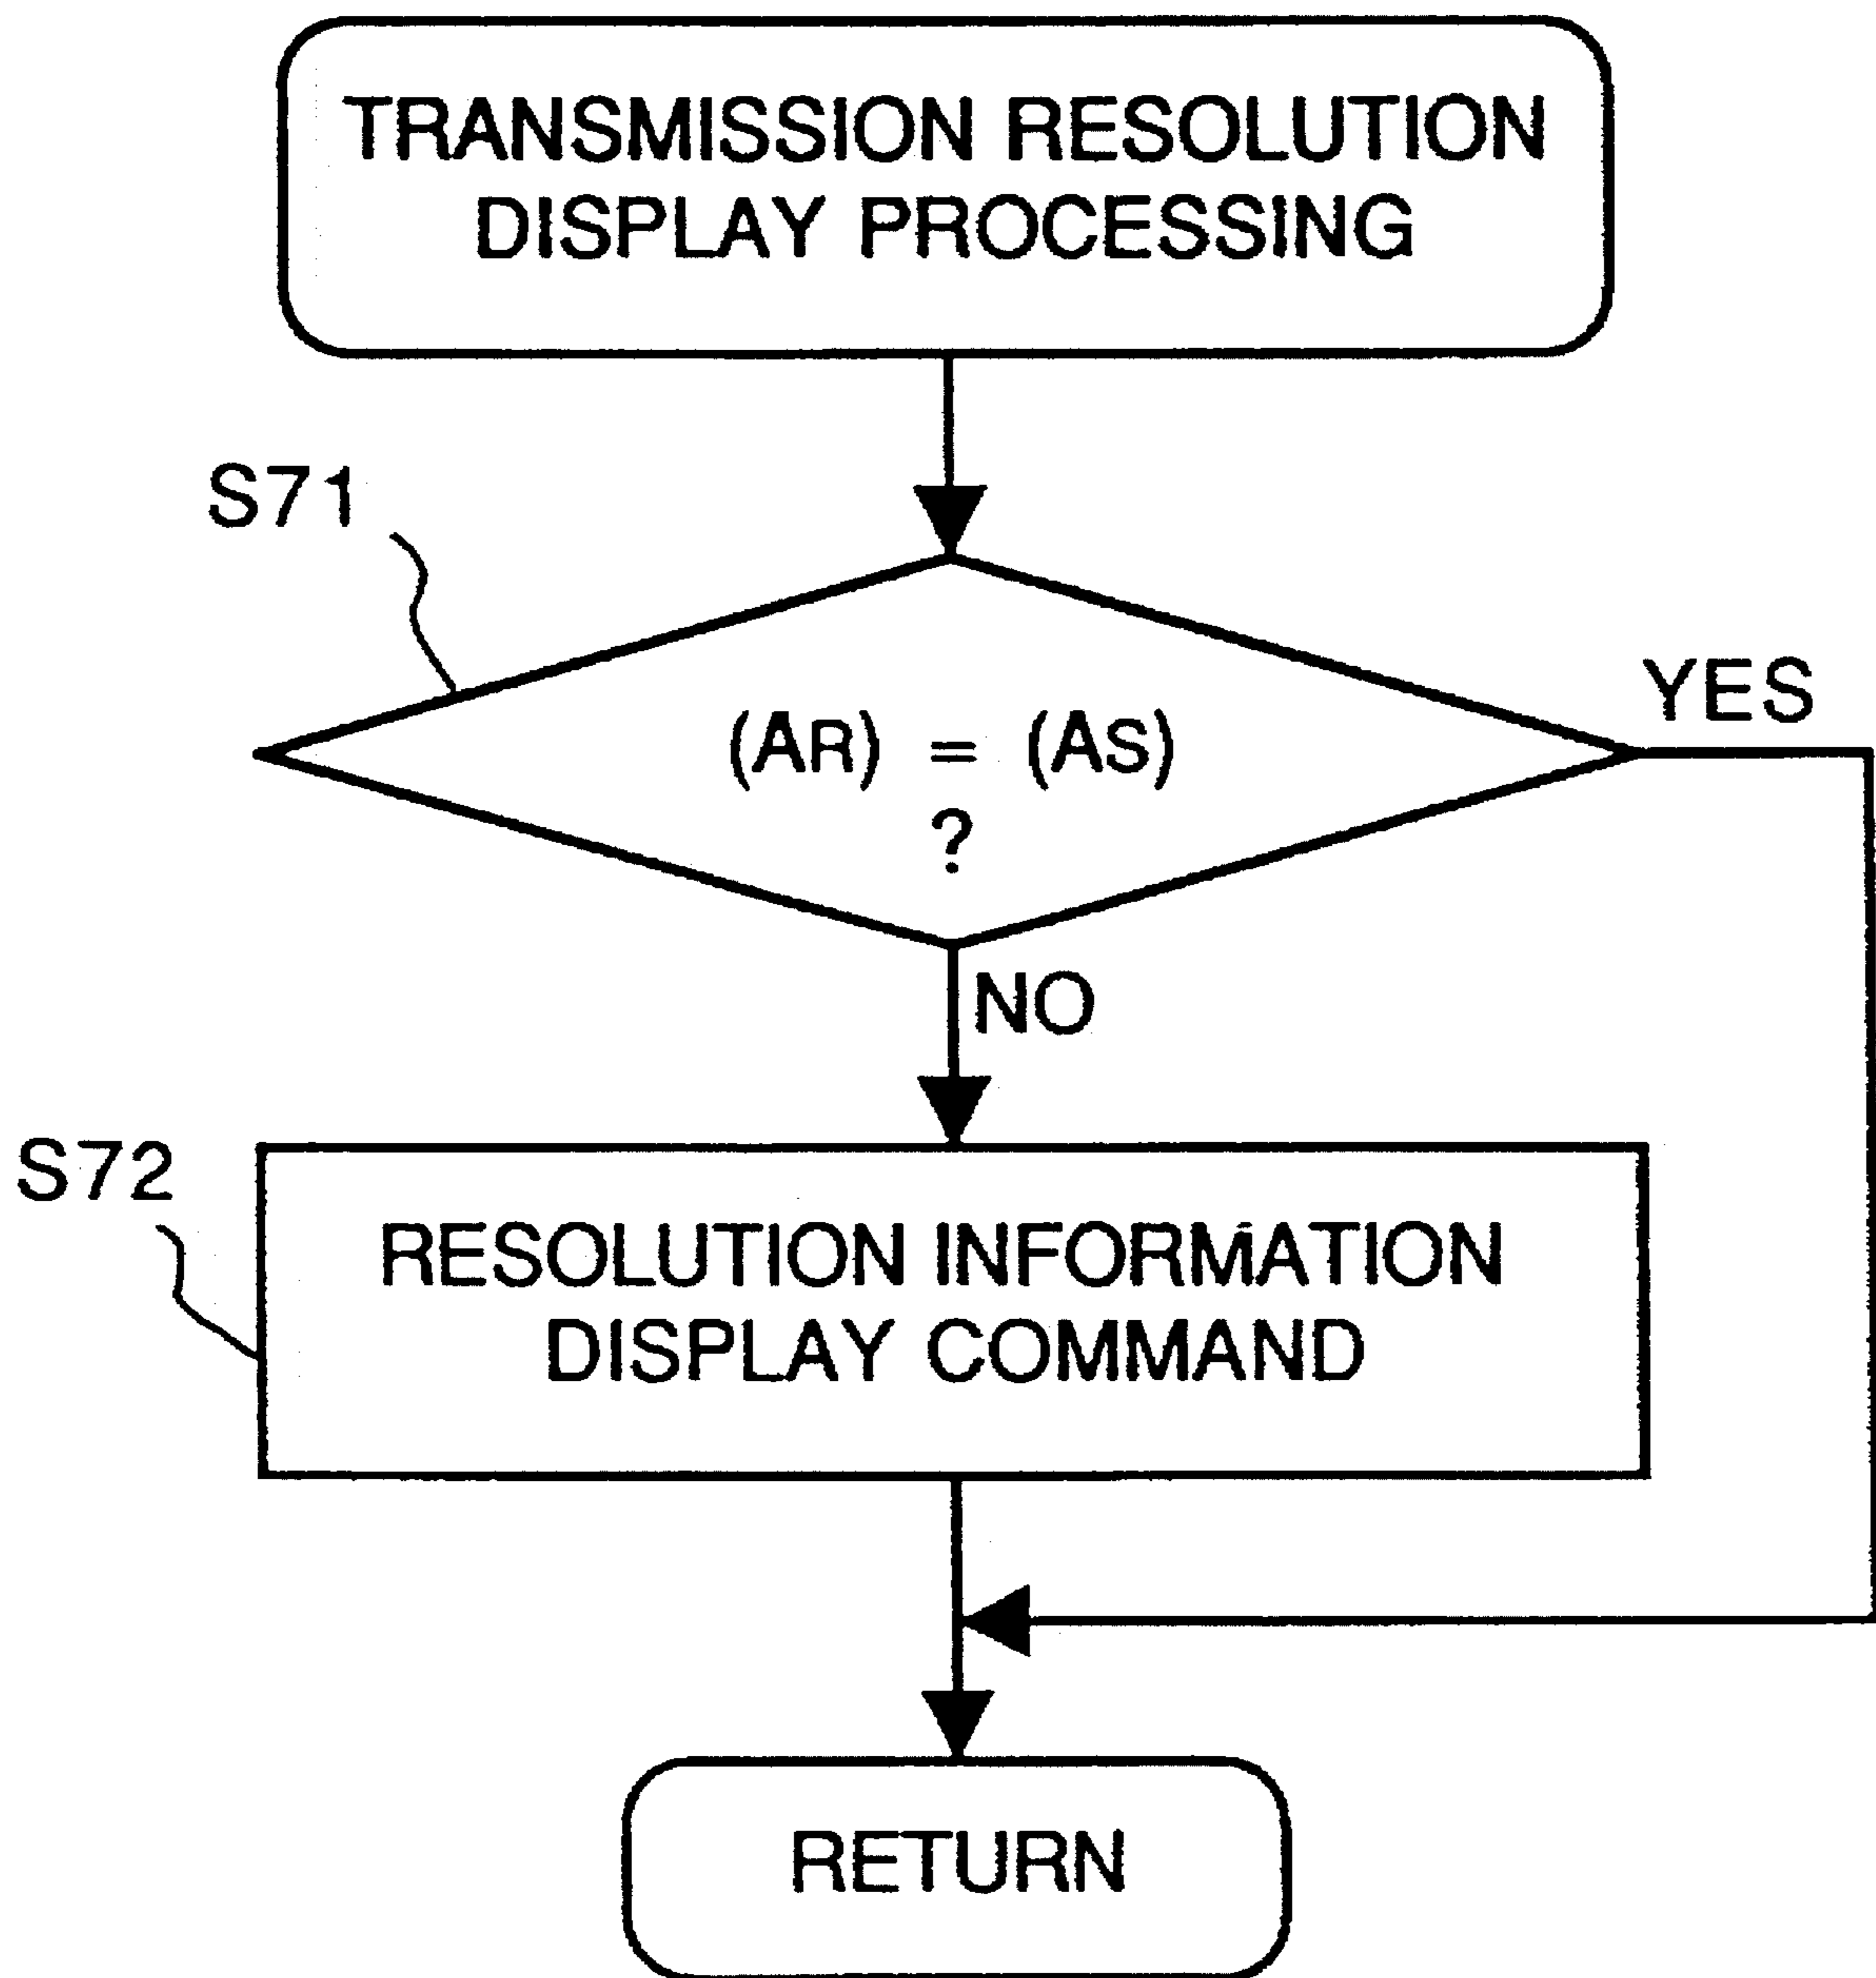 TRANSMISSION RESOLUTION
DISPLAY PROCESSING
S71
(AR) = (AS)
?
YES
NO
S72
RESOLUTION INFORMATION
DISPLAY COMMAND
RETURN